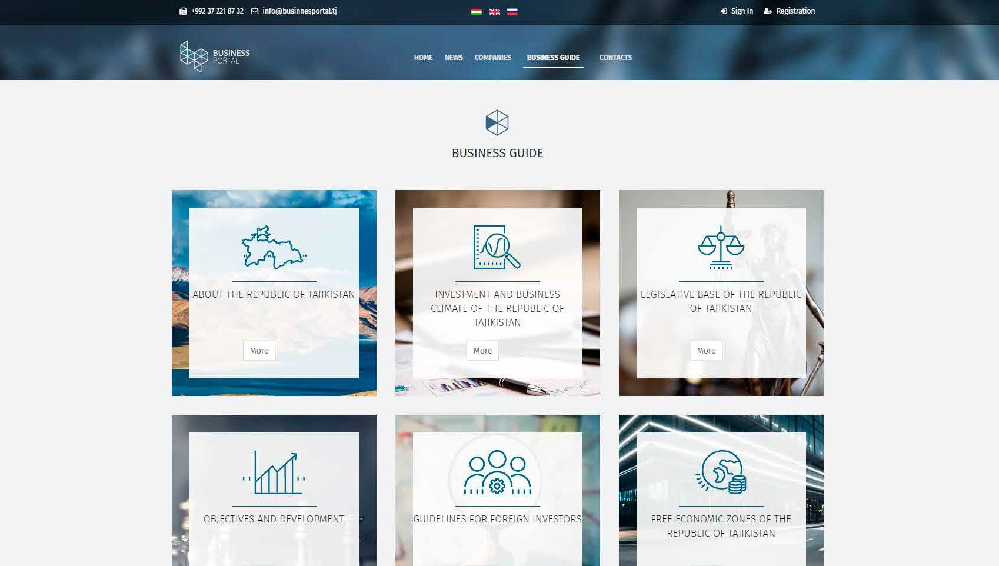 +992 37 221 87 32 info@businnesportal.tj Sign In Registration
BUSINESS
PORTAL
HOME NEWS COMPANIES BUSINESS GUIDE CONTACTS
BUSINESS GUIDE
ABOUT THE REPUBLIC OF TAJIKISTAN
More
INVESTMENT AND BUSINESS
CLIMATE OF THE REPUBLIC OF
TAJIKISTAN
More
LEGISLATIVE BASE OF THE REPUBLIC
OF TAJIKISTAN
More
OBJECTIVES AND DEVELOPMENT
GUIDELINES FOR FOREIGN INVESTORS
FREE ECONOMIC ZONES OF THE
REPUBLIC OF TAJIKISTAN